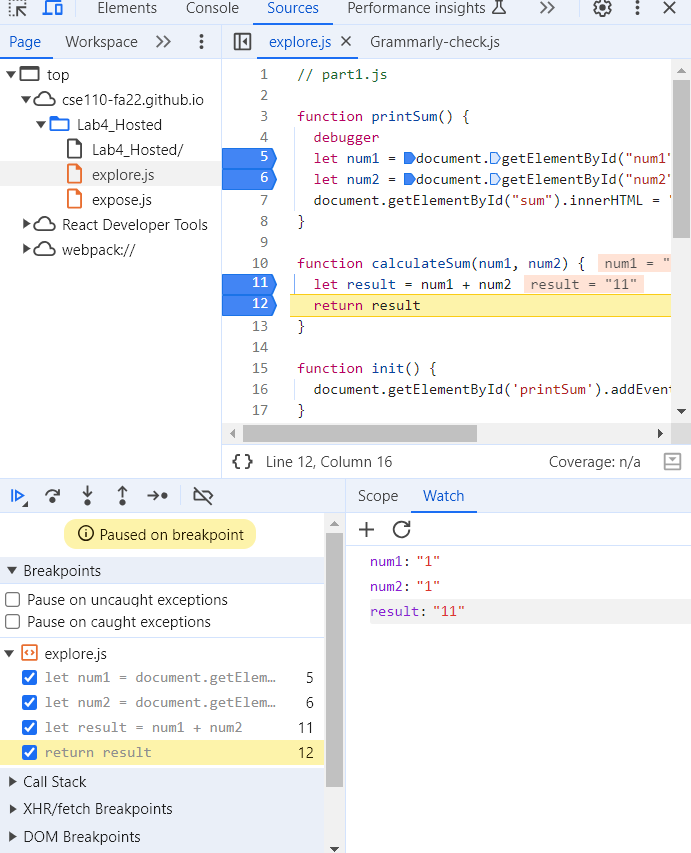 Elements Console Sources Performance insights
Page Workspace
explore.js Grammarly-check.js
top
cse110-fa22.github.io
Lab4_Hosted
Lab4_Hosted/
explore.js
expose.js
React Developer Tools
webpack://
1 // part1.js
2
3 function printSum() {
4 debugger
5 let num1 = document.getElementById("num1"
6 let num2 = document.getElementById("num2"
7 document.getElementById("sum").innerHTML = "
8 }
9
10 function calculateSum(num1, num2) { num1 = "
11 let result = num1 + num2 result = "11"
12 return result
13 }
14
15 function init() {
16 document.getElementById('printSum').addEven
17 }
{} Line 12, Column 16 Coverage: n/a
Paused on breakpoint
Breakpoints
Pause on uncaught exceptions
Pause on caught exceptions
explore.js
let num1 = document.getElem… 5
let num2 = document.getElem… 6
let result = num1 + num2 11
return result 12
Call Stack
XHR/fetch Breakpoints
DOM Breakpoints
Scope Watch
num1: "1"
num2: "1"
result: "11"